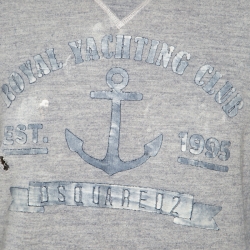 ROYAL YACHTING CLUB
EST. 1995
DSQUARED2